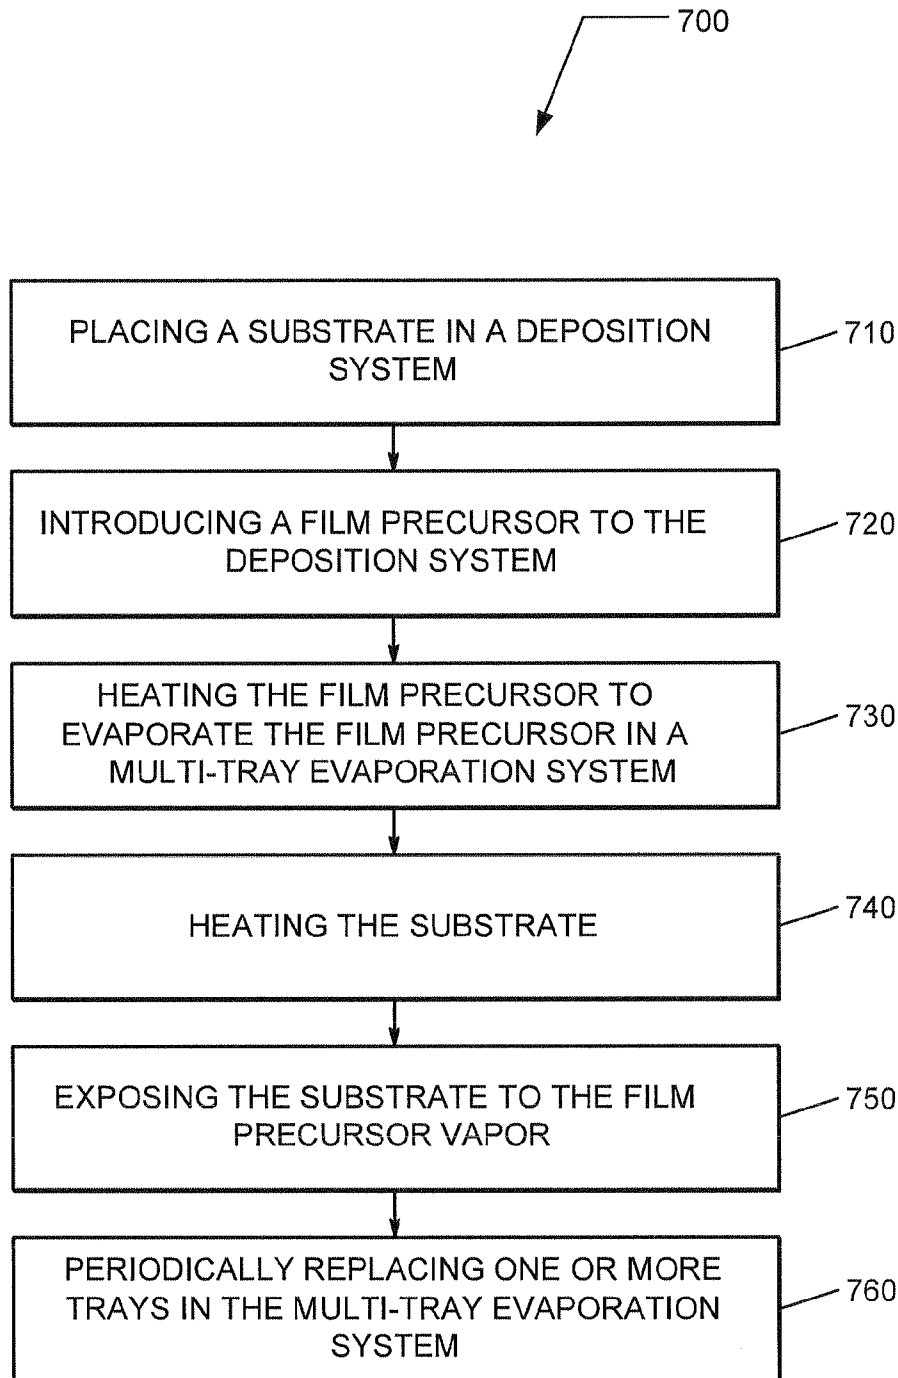 700
PLACING A SUBSTRATE IN A DEPOSITION
SYSTEM
710
INTRODUCING A FILM PRECURSOR TO THE
DEPOSITION SYSTEM
720
HEATING THE FILM PRECURSOR TO
EVAPORATE THE FILM PRECURSOR IN A
MULTI-TRAY EVAPORATION SYSTEM
730
HEATING THE SUBSTRATE
740
EXPOSING THE SUBSTRATE TO THE FILM
PRECURSOR VAPOR
750
PERIODICALLY REPLACING ONE OR MORE
TRAYS IN THE MULTI-TRAY EVAPORATION
SYSTEM
760